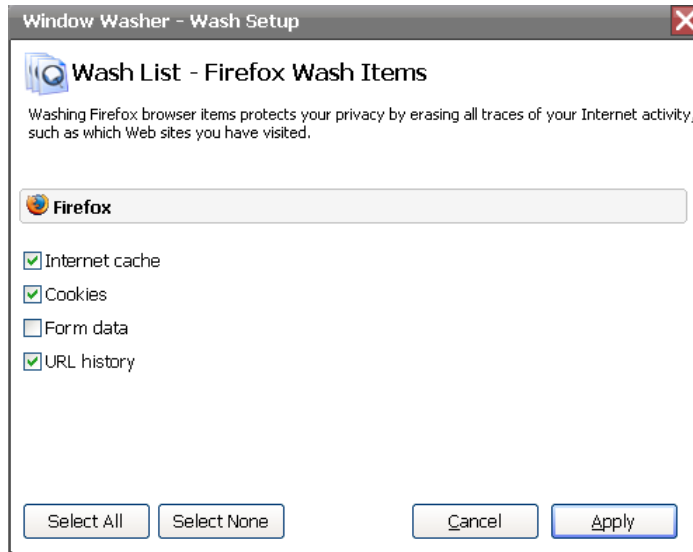 Window Washer - Wash Setup
Wash List - Firefox Wash Items
Washing Firefox browser items protects your privacy by erasing all traces of your Internet activity,
such as which Web sites you have visited.
Firefox
Internet cache
Cookies
Form data
URL history
Select All
Select None
Cancel
Apply